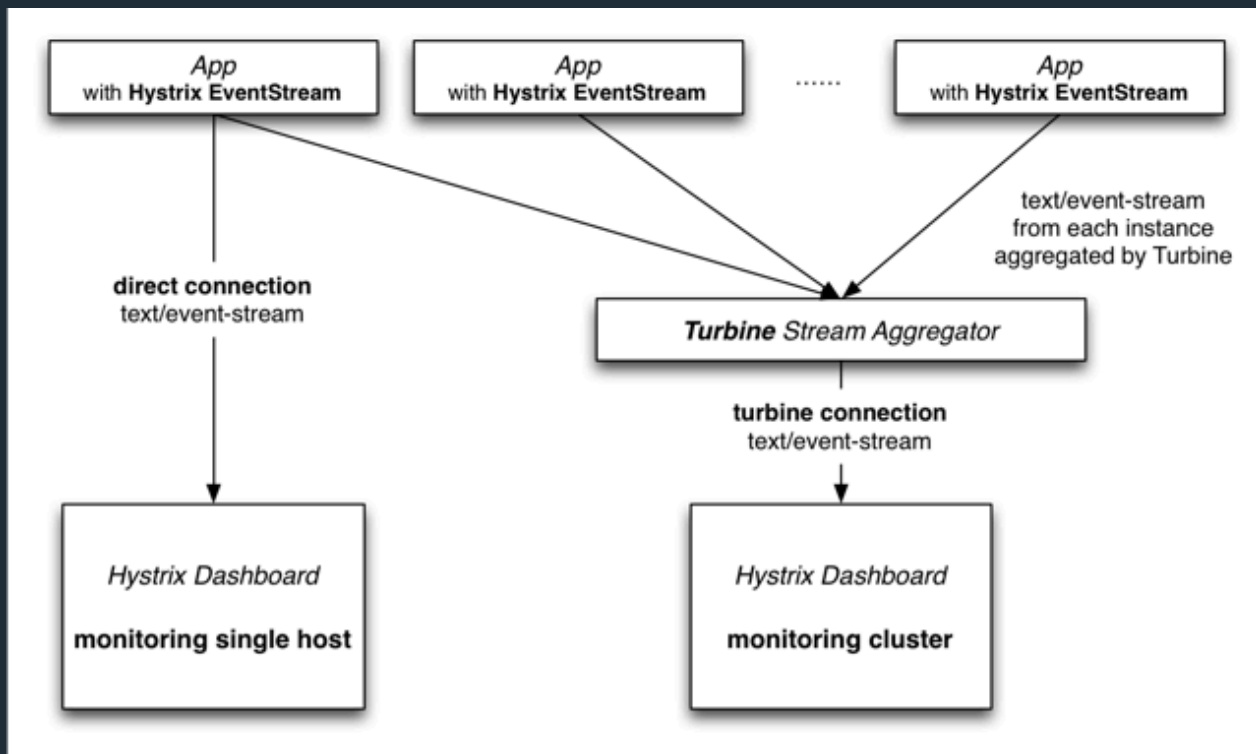 App
with Hystrix EventStream
App
with Hystrix EventStream
......
App
with Hystrix EventStream
text/event-stream
from each instance
aggregated by Turbine
direct connection
text/event-stream
Turbine Stream Aggregator
turbine connection
text/event-stream
Hystrix Dashboard
monitoring single host
Hystrix Dashboard
monitoring cluster